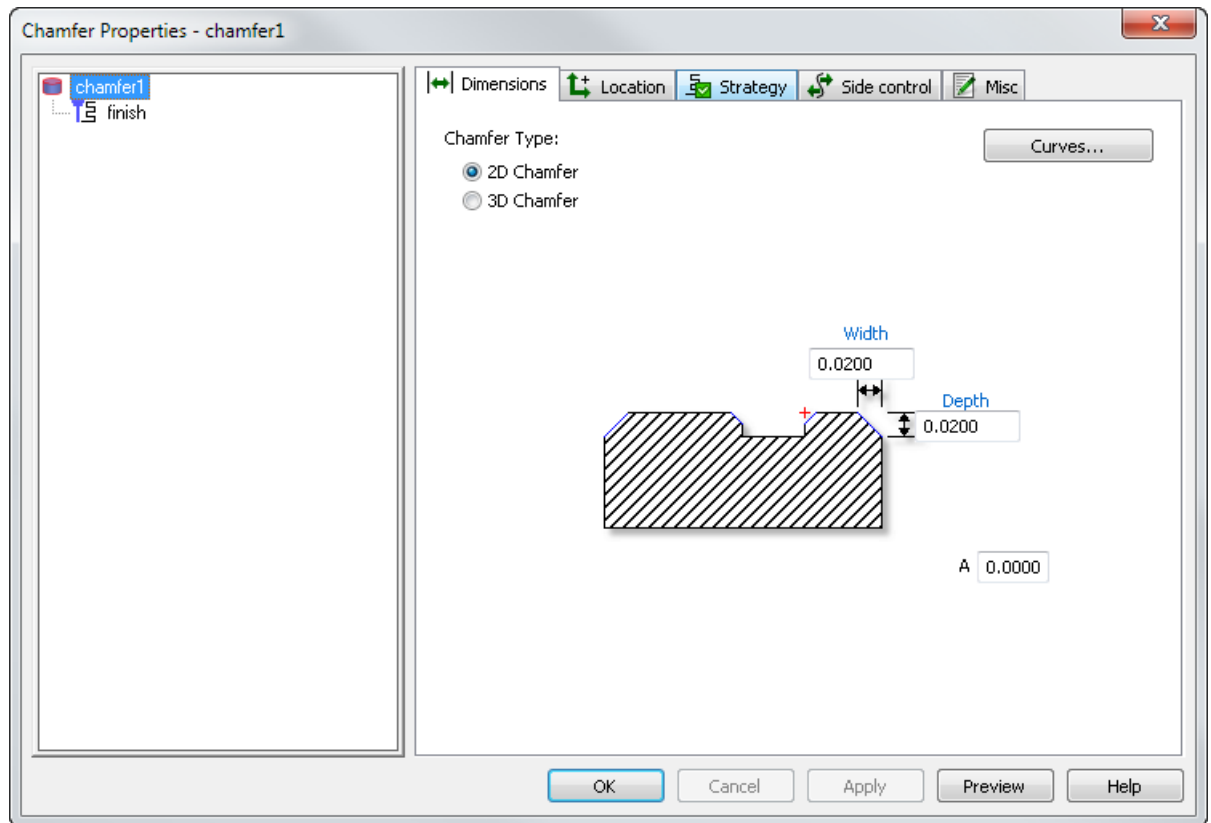 Chamfer Properties - chamfer1
chamfer1
finish
Dimensions Location Strategy Side control Misc
Chamfer Type:
Curves...
2D Chamfer
3D Chamfer
Width
0.0200
Depth
0.0200
A 0.0000
OK Cancel Apply Preview Help